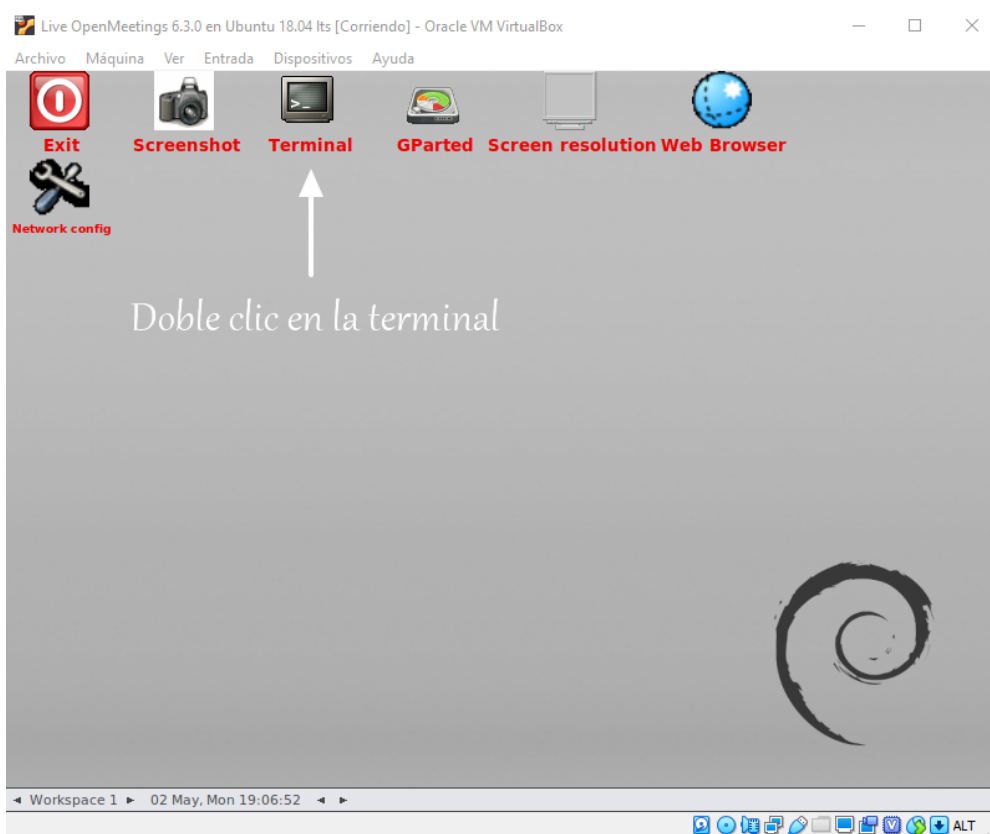 Live OpenMeetings 6.3.0 en Ubuntu 18.04 lts [Corriendo] - Oracle VM VirtualBox
Archivo Máquina Ver Entrada Dispositivos Ayuda
Exit Screenshot Terminal GParted Screen resolution Web Browser
Network config
Doble clic en la terminal
Workspace 1 02 May, Mon 19:06:52
ALT